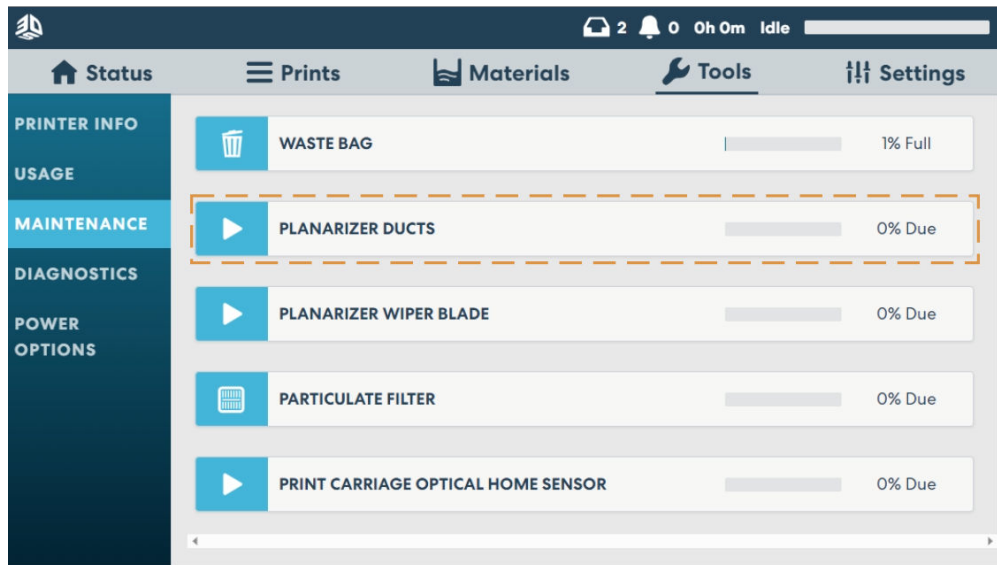 3D
2 0 0h 0m Idle
Status Prints Materials Tools Settings
PRINTER INFO
USAGE
MAINTENANCE
DIAGNOSTICS
POWER
OPTIONS
WASTE BAG 1% Full
PLANARIZER DUCTS 0% Due
PLANARIZER WIPER BLADE 0% Due
PARTICULATE FILTER 0% Due
PRINT CARRIAGE OPTICAL HOME SENSOR 0% Due